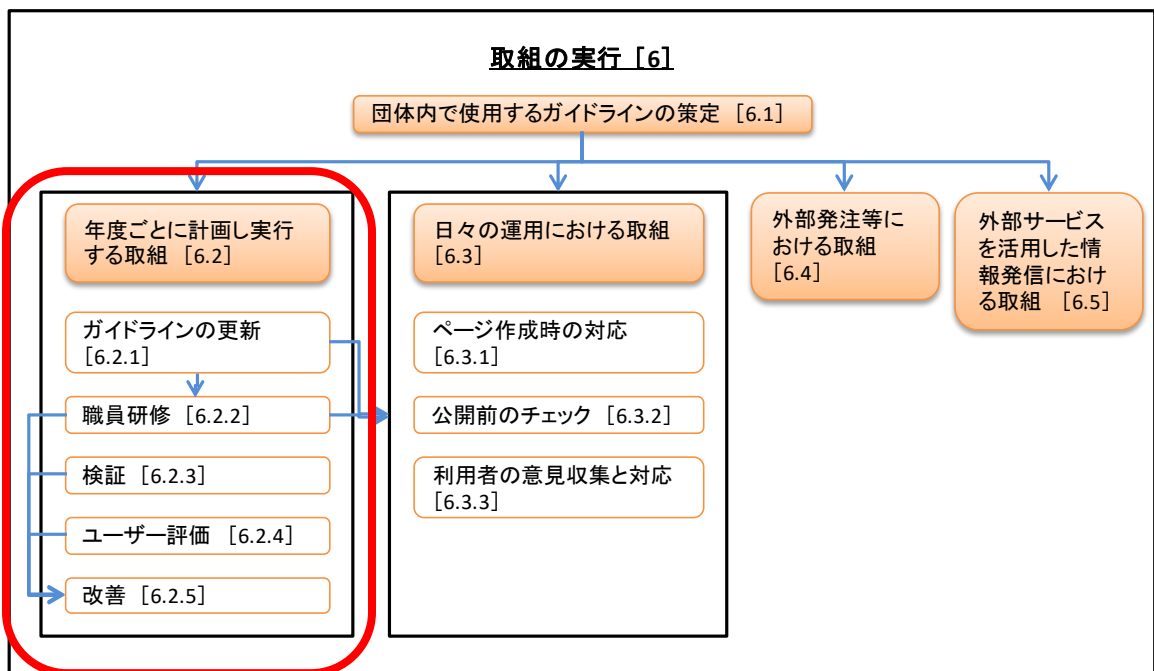 取組の実行［6］
団体内で使用するガイドラインの策定［6.1］
年度ごとに計画し実行
する取組［6.2］
ガイドラインの更新
［6.2.1］
職員研修［6.2.2］
検証［6.2.3］
ユーザー評価［6.2.4］
改善［6.2.5］
日々の運用における取組
［6.3］
ページ作成時の対応
［6.3.1］
公開前のチェック［6.3.2］
利用者の意見収集と対応
［6.3.3］
外部発注等に
おける取組
［6.4］
外部サービス
を活用した情
報発信におけ
る取組［6.5］